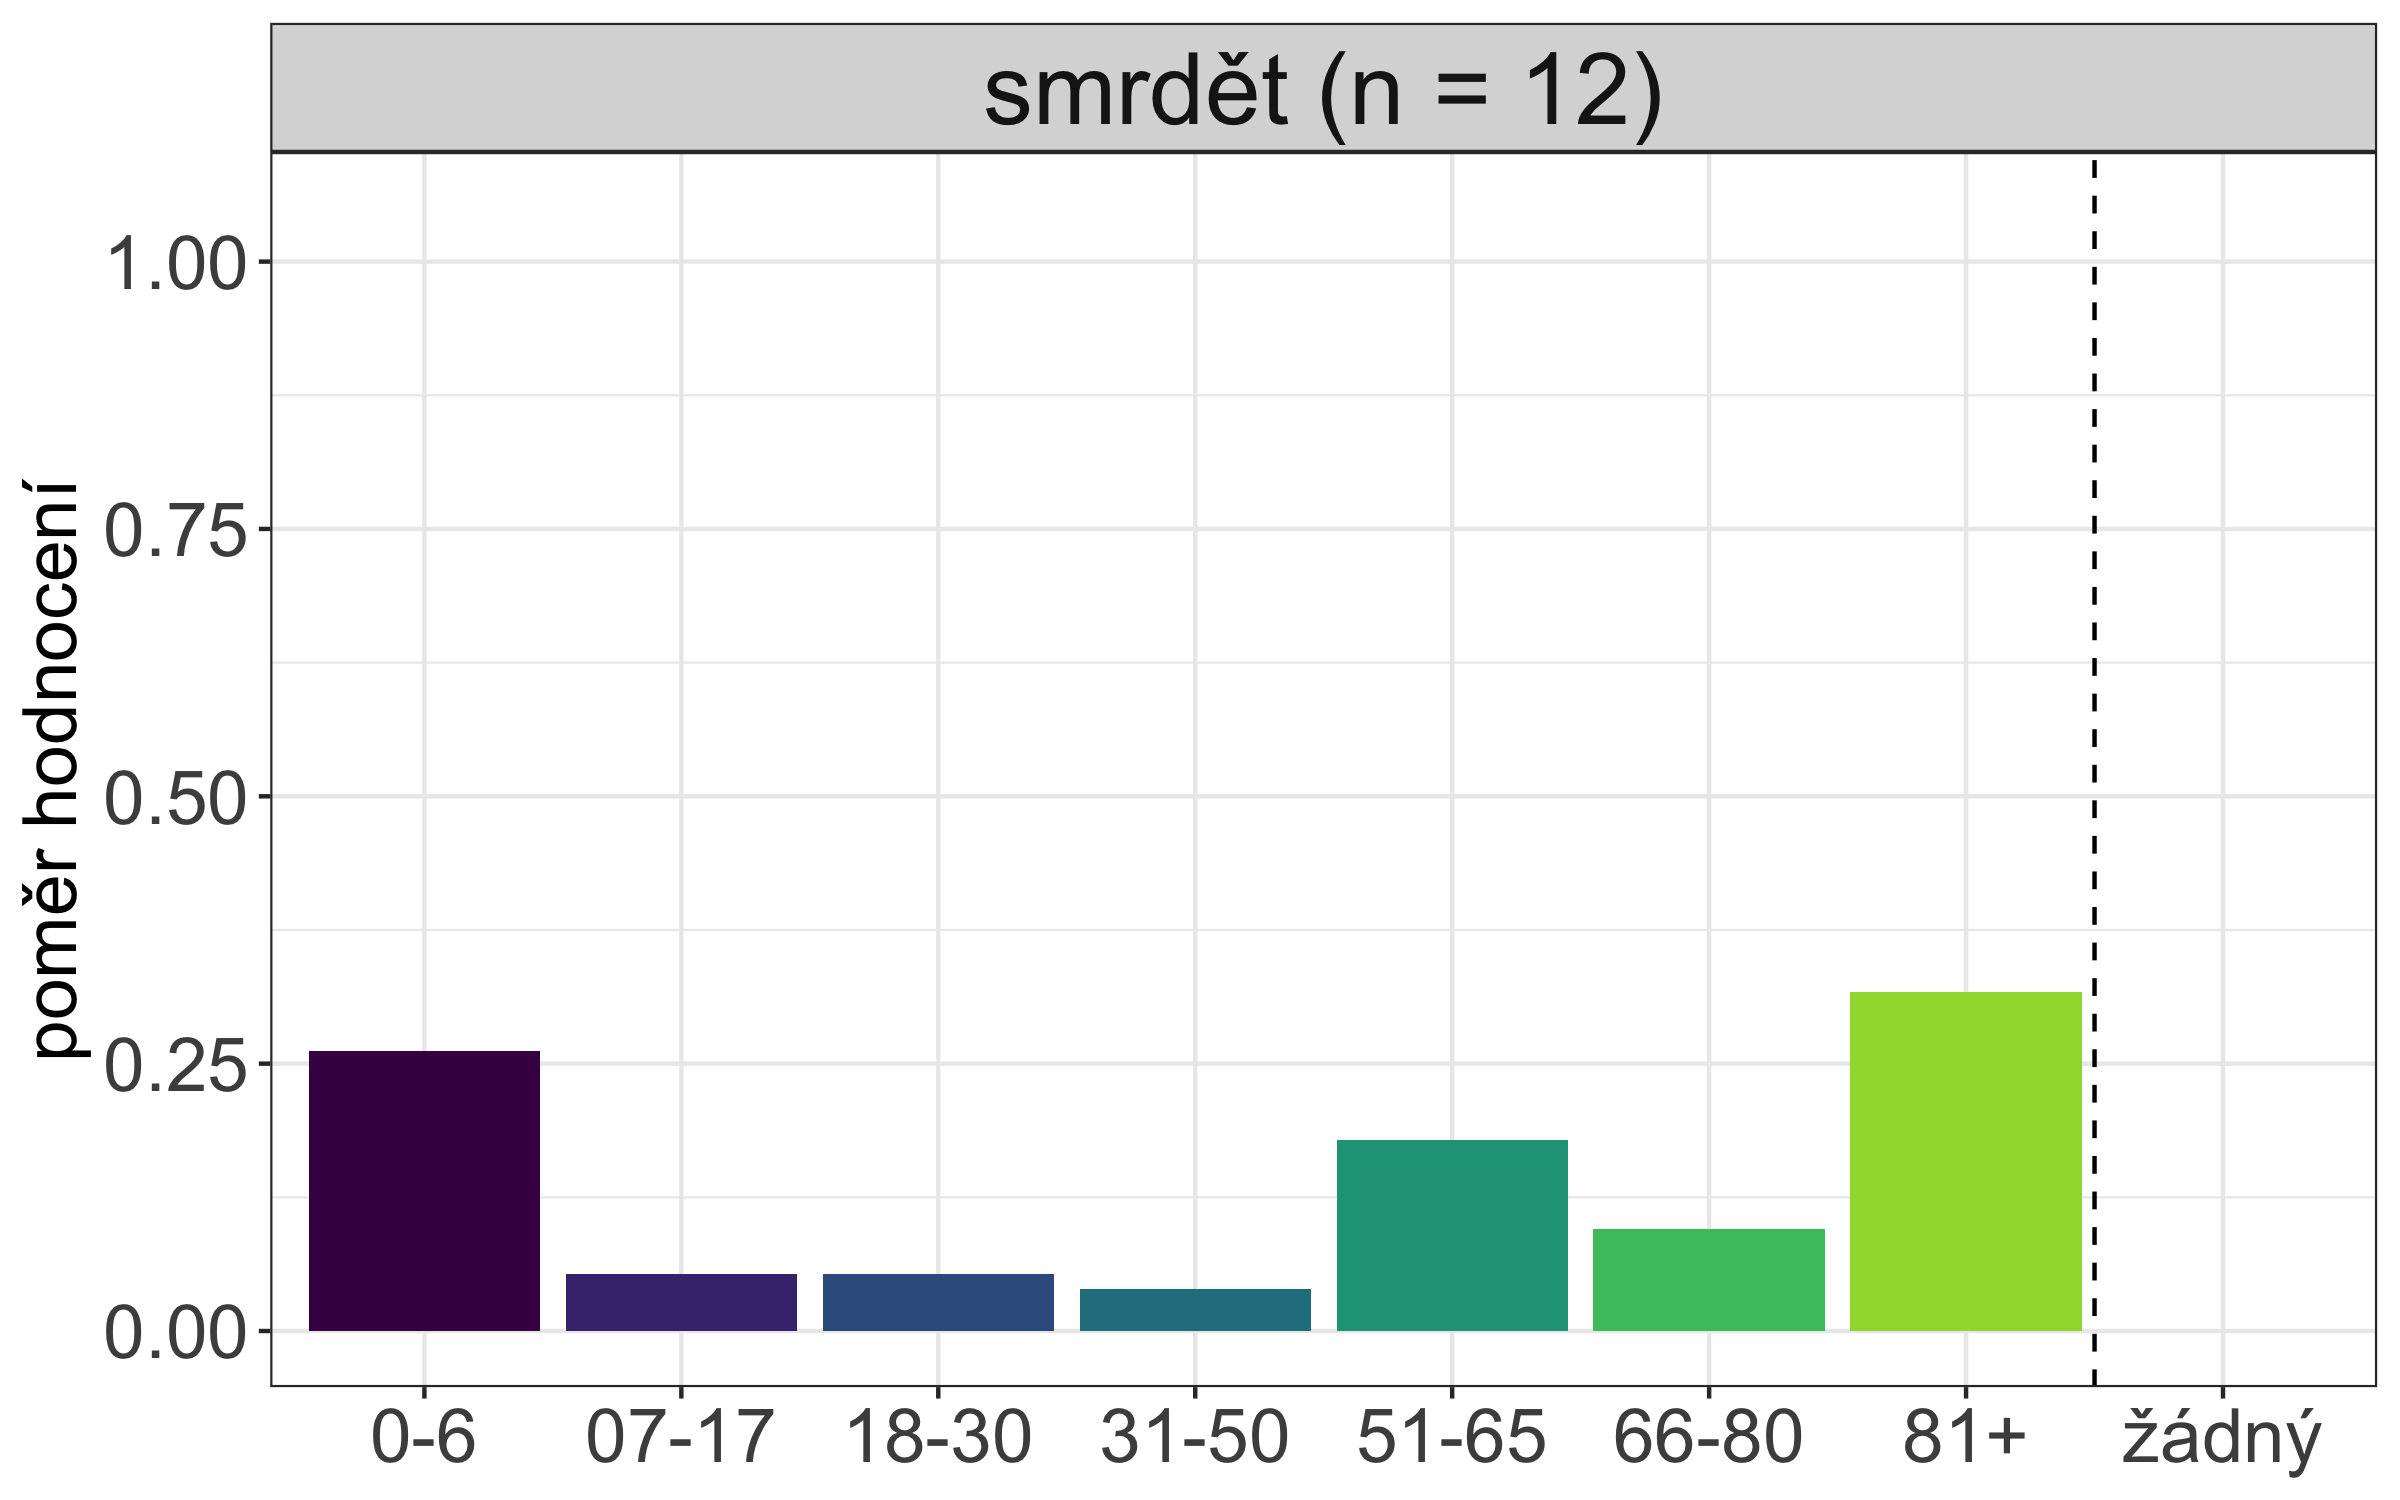 smrdět (n = 12)
poměr hodnocení
1.00
0.75
0.50
0.25
0.00
0-6 07-17 18-30 31-50 51-65 66-80 81+ žádný